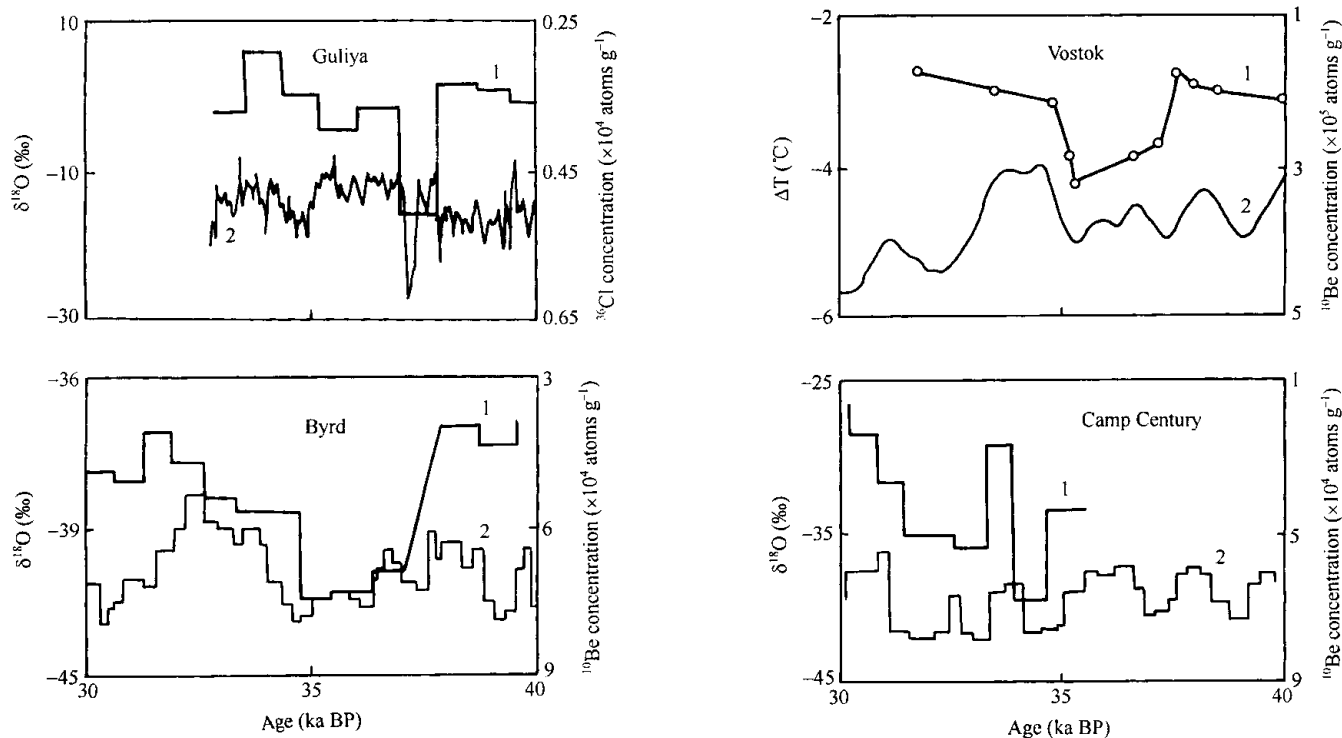 10
−10
−30
δ¹⁸O (‰)
Guliya
1
2
0.25
0.45
0.65
³⁶Cl concentration (×10⁴ atoms g⁻¹)
−2
−4
−6
ΔT (℃)
Vostok
1
2
1
3
5
¹⁰Be concentration (×10⁵ atoms g⁻¹)
−36
−39
−45
δ¹⁸O (‰)
Byrd
1
2
3
6
9
¹⁰Be concentration (×10⁴ atoms g⁻¹)
30
35
40
Age (ka BP)
−25
−35
−45
δ¹⁸O (‰)
Camp Century
1
2
1
5
9
¹⁰Be concentration (×10⁴ atoms g⁻¹)
30
35
40
Age (ka BP)